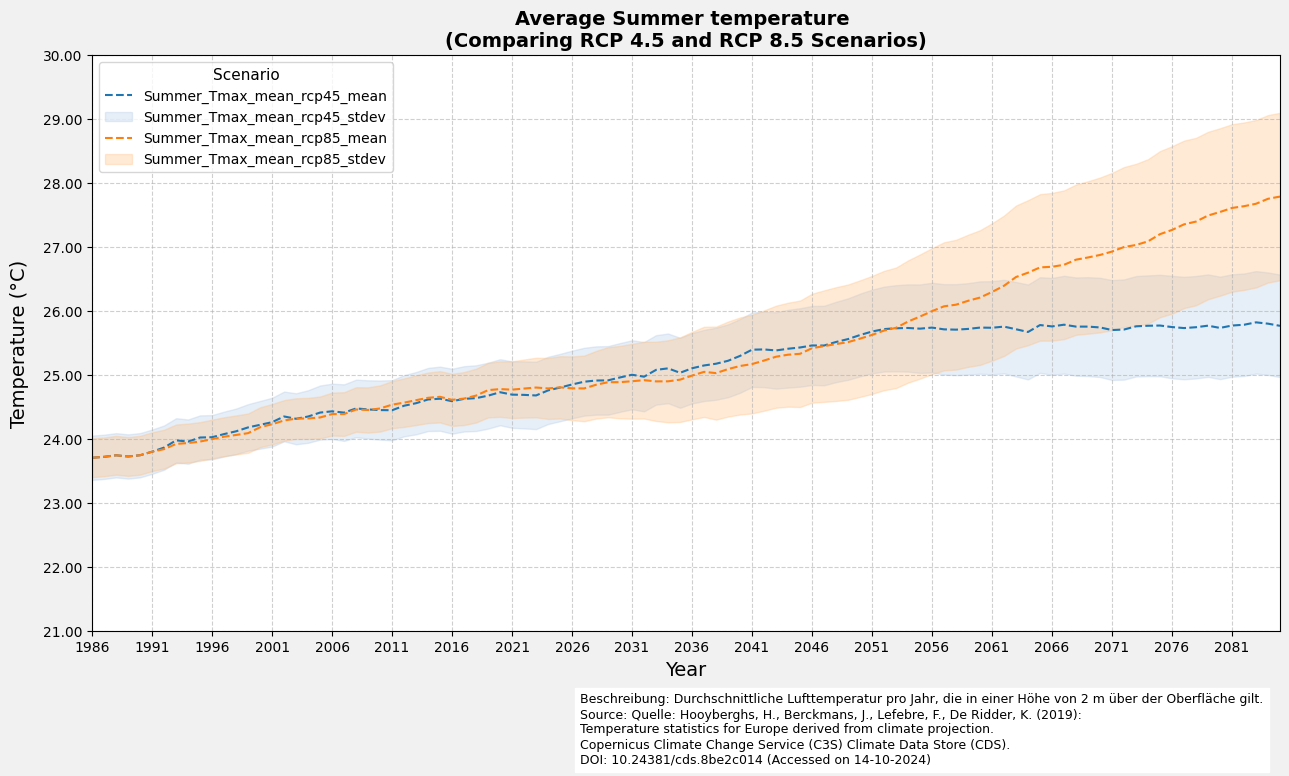 Average Summer temperature
(Comparing RCP 4.5 and RCP 8.5 Scenarios)
Scenario
Summer_Tmax_mean_rcp45_mean
Summer_Tmax_mean_rcp45_stdev
Summer_Tmax_mean_rcp85_mean
Summer_Tmax_mean_rcp85_stdev
Temperature (°C)
30.00
29.00
28.00
27.00
26.00
25.00
24.00
23.00
22.00
21.00
1986 1991 1996 2001 2006 2011 2016 2021 2026 2031 2036 2041 2046 2051 2056 2061 2066 2071 2076 2081
Year
Beschreibung: Durchschnittliche Lufttemperatur pro Jahr, die in einer Höhe von 2 m über der Oberfläche gilt.
Source: Quelle: Hooyberghs, H., Berckmans, J., Lefebre, F., De Ridder, K. (2019):
Temperature statistics for Europe derived from climate projection.
Copernicus Climate Change Service (C3S) Climate Data Store (CDS).
DOI: 10.24381/cds.8be2c014 (Accessed on 14-10-2024)